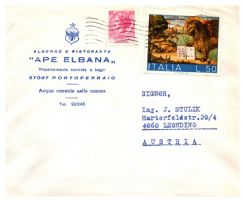 ALBERGO E RISTORANTE
"APE ELBANA"
Riscaldamento centrale e bagni
57037 PORTOFERRAIO
Acqua corrente nelle camere
Tel. 92245
ITALIA L. 50
SIGNOR,
Ing. J. STULIK
Harterfeldstr.20/4
4060 LEONDING
AUSTRIA